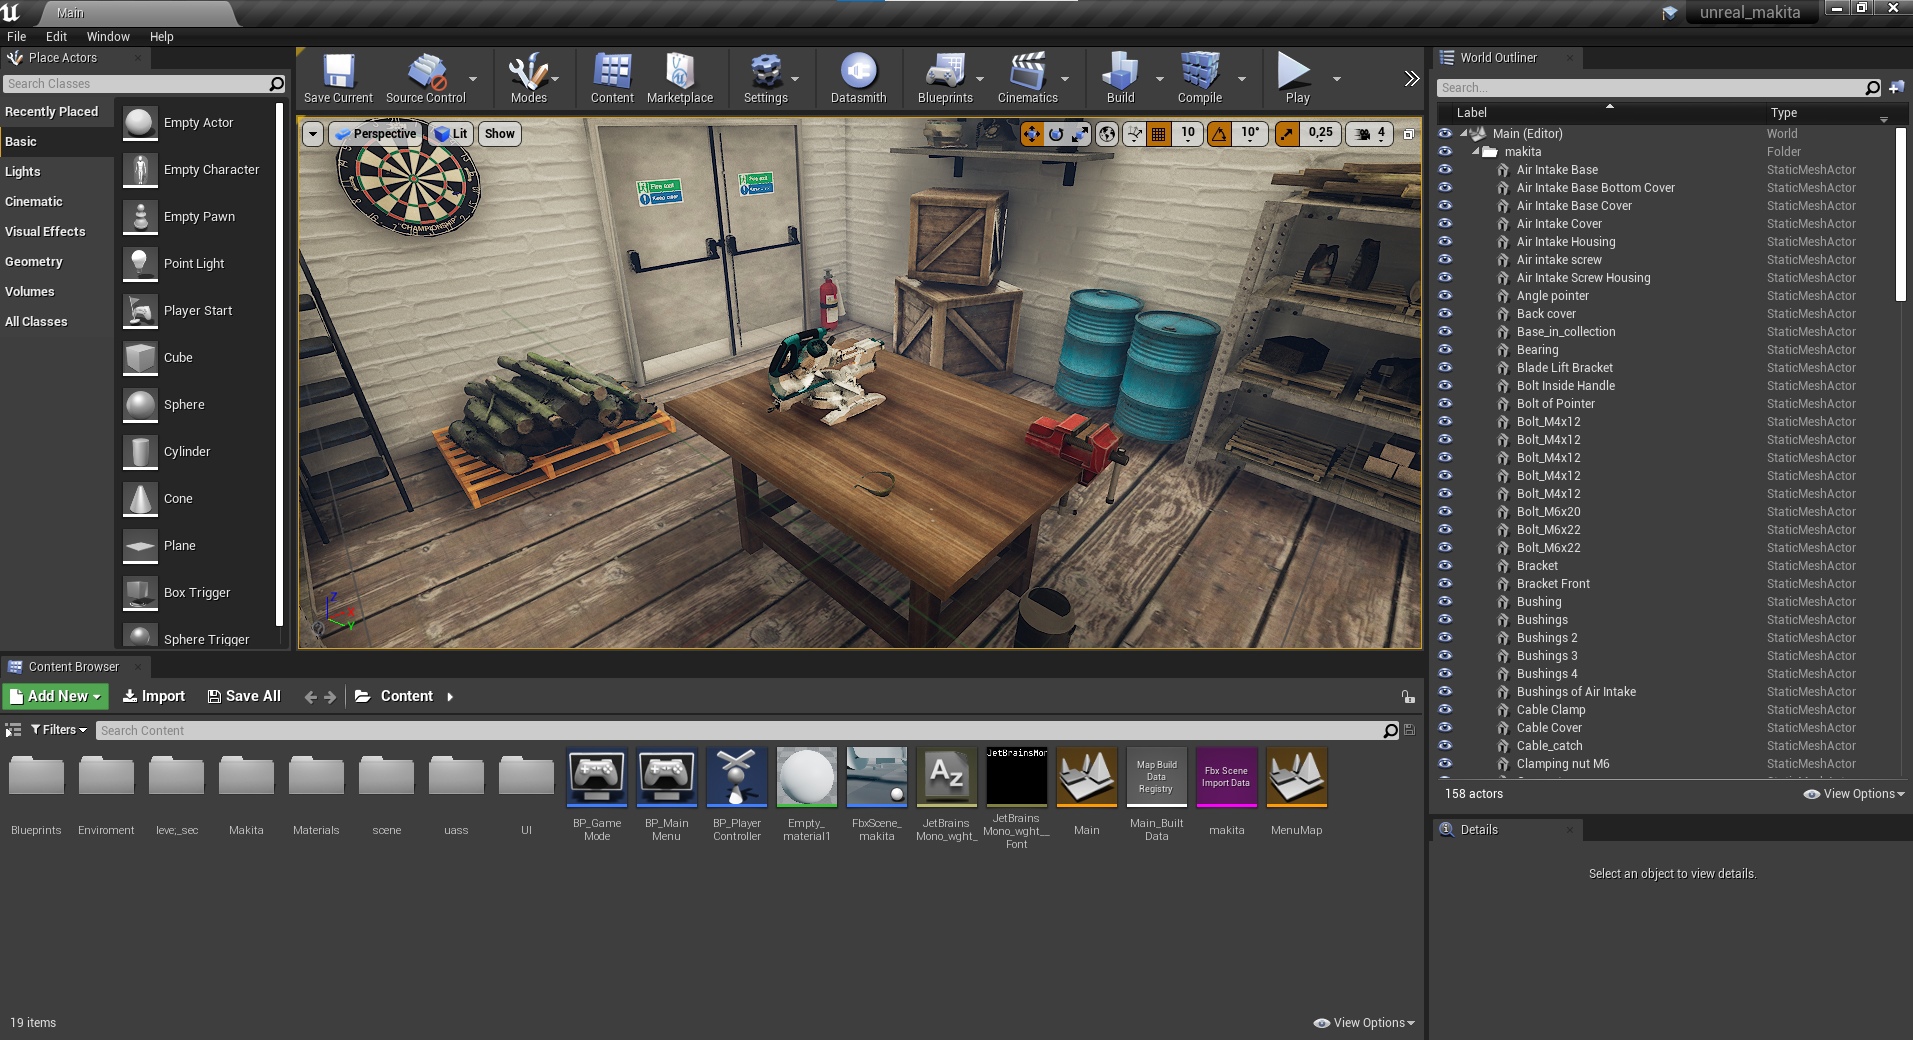 Main
unreal_makita
File Edit Window Help
Place Actors
Search Classes
Recently Placed
Basic
Lights
Cinematic
Visual Effects
Geometry
Volumes
All Classes
Empty Actor
Empty Character
Empty Pawn
Point Light
Player Start
Cube
Sphere
Cylinder
Cone
Plane
Box Trigger
Sphere Trigger
Save Current
Source Control
Modes
Content
Marketplace
Settings
Datasmith
Blueprints
Cinematics
Build
Compile
Play
Perspective
Lit
Show
10
10°
0,25
4
CHAMPIONSHIP
Fire exit
Keep clear
Fire exit
Z
X
Y
World Outliner
Search...
Label Type
Main (Editor) World
makita Folder
Air Intake Base StaticMeshActor
Air Intake Base Bottom Cover StaticMeshActor
Air Intake Base Cover StaticMeshActor
Air Intake Cover StaticMeshActor
Air Intake Housing StaticMeshActor
Air intake screw StaticMeshActor
Air Intake Screw Housing StaticMeshActor
Angle pointer StaticMeshActor
Back cover StaticMeshActor
Base_in_collection StaticMeshActor
Bearing StaticMeshActor
Blade Lift Bracket StaticMeshActor
Bolt Inside Handle StaticMeshActor
Bolt of Pointer StaticMeshActor
Bolt_M4x12 StaticMeshActor
Bolt_M4x12 StaticMeshActor
Bolt_M4x12 StaticMeshActor
Bolt_M4x12 StaticMeshActor
Bolt_M4x12 StaticMeshActor
Bolt_M6x20 StaticMeshActor
Bolt_M6x22 StaticMeshActor
Bolt_M6x22 StaticMeshActor
Bracket StaticMeshActor
Bracket Front StaticMeshActor
Bushing StaticMeshActor
Bushings StaticMeshActor
Bushings 2 StaticMeshActor
Bushings 3 StaticMeshActor
Bushings 4 StaticMeshActor
Bushings of Air Intake StaticMeshActor
Cable Clamp StaticMeshActor
Cable Cover StaticMeshActor
Cable_catch StaticMeshActor
Clamping nut M6 StaticMeshActor
158 actors
View Options
Details
Select an object to view details.
Content Browser
Add New
Import
Save All
Content
Filters
Search Content
Blueprints
Enviroment
leve;_sec
Makita
Materials
scene
uass
UI
BP_Game
Mode
BP_Main
Menu
BP_Player
Controller
Empty_
material1
FbxScene_
makita
Az
JetBrains
Mono_wght_
JetBrainsMon
JetBrains
Mono_wght__
Font
Main
Map Build
Data
Registry
Main_Built
Data
Fbx Scene
Import Data
makita
MenuMap
19 items
View Options